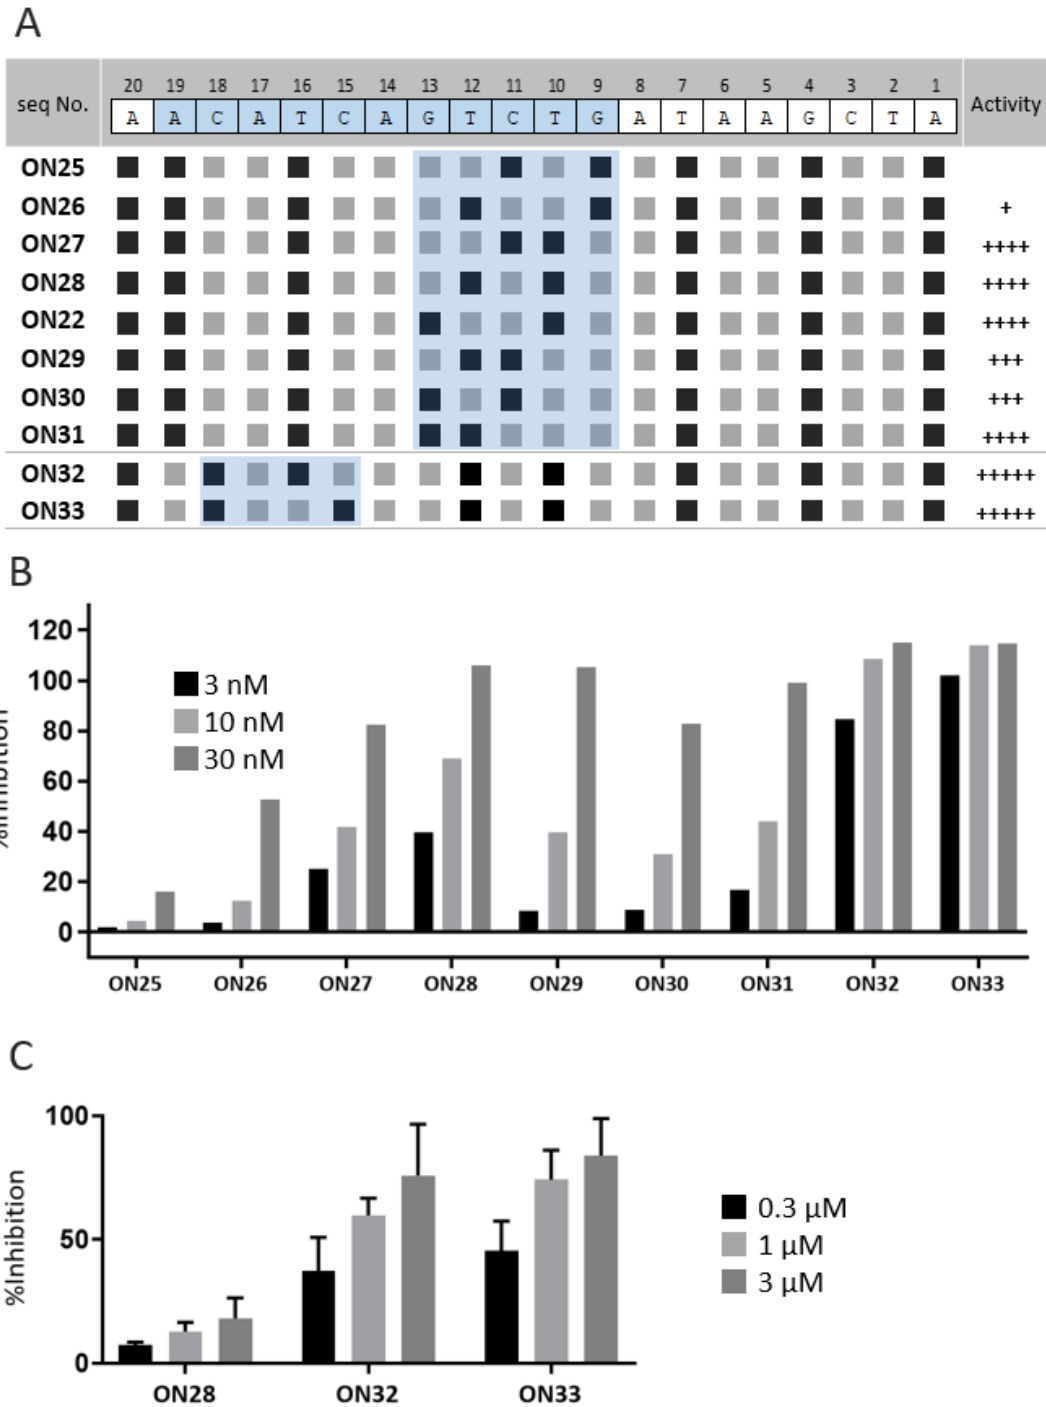 A
seq No. 20 19 18 17 16 15 14 13 12 11 10 9 8 7 6 5 4 3 2 1 Activity
A A C A T C A G T C T G A T A A G C T A
ON25
ON26 +
ON27 ++++
ON28 ++++
ON22 ++++
ON29 +++
ON30 +++
ON31 ++++
ON32 +++++
ON33 +++++
B
120
100
80
60
40
20
0
3 nM
10 nM
30 nM
ON25 ON26 ON27 ON28 ON29 ON30 ON31 ON32 ON33
C
%Inhibition
100
50
0
0.3 μM
1 μM
3 μM
ON28 ON32 ON33